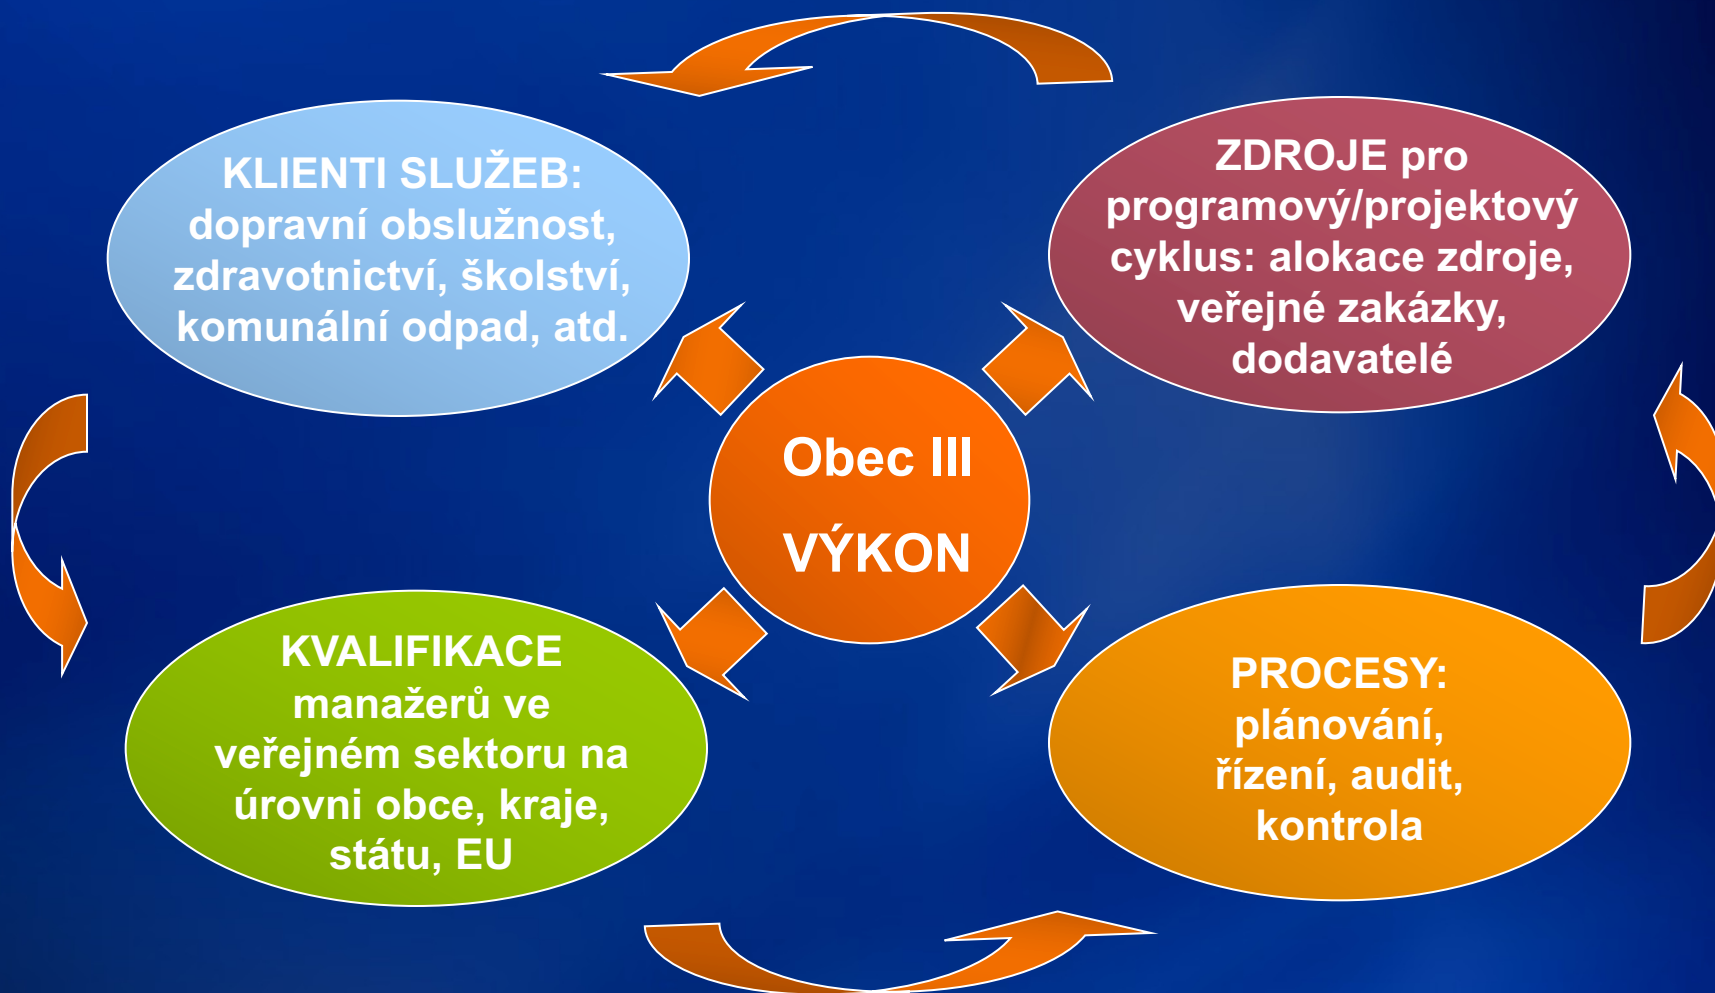 KLIENTI SLUŽEB:
dopravní obslužnost,
zdravotnictví, školství,
komunální odpad, atd.
ZDROJE pro
programový/projektový
cyklus: alokace zdroje,
veřejné zakázky,
dodavatelé
Obec III
VÝKON
KVALIFIKACE
manažerů ve
veřejném sektoru na
úrovni obce, kraje,
státu, EU
PROCESY:
plánování,
řízení, audit,
kontrola